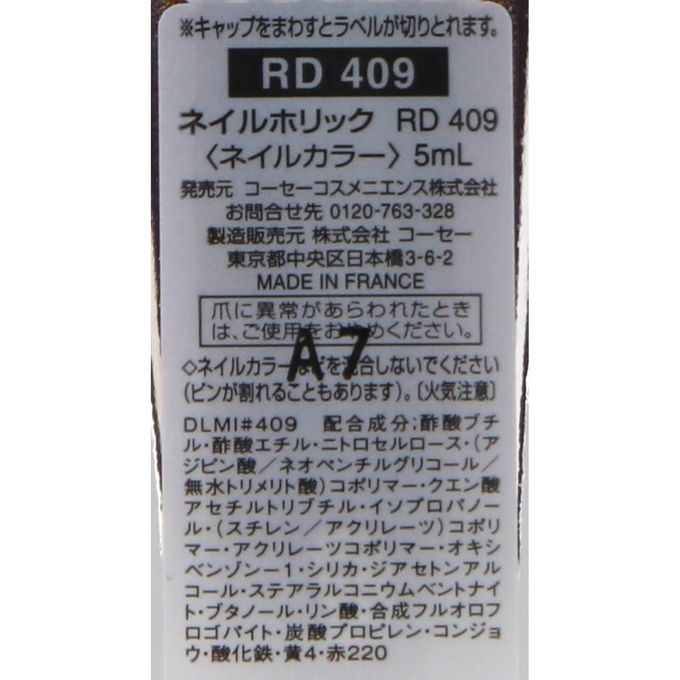 ※キャップをまわすとラベルが切りとれます。
RD 409
ネイルホリック RD 409
〈ネイルカラー〉5mL
発売元 コーセーコスメニエンス株式会社
お問合せ先 0120-763-328
製造販売元 株式会社 コーセー
東京都中央区日本橋3-6-2
MADE IN FRANCE
爪に異常があらわれたとき
は、ご使用をおやめください。
A7
◇ネイルカラーなどを混合しないでください
(ビンが割れることもあります)。〔火気注意〕
DLMI#409 配合成分;酢酸ブチ
ル・酢酸エチル・ニトロセルロース・(ア
ジピン酸/ネオペンチルグリコール/
無水トリメリト酸)コポリマー・クエン酸
アセチルトリブチル・イソプロパノー
ル・(スチレン/アクリレーツ)コポリ
マー・アクリレーツコポリマー・オキシ
ベンゾン-1・シリカ・ジアセトンアル
コール・ステアラルコニウムベントナイ
ト・ブタノール・リン酸・合成フルオロフ
ロゴパイト・炭酸プロピレン・コンジョ
ウ・酸化鉄・黄4・赤220